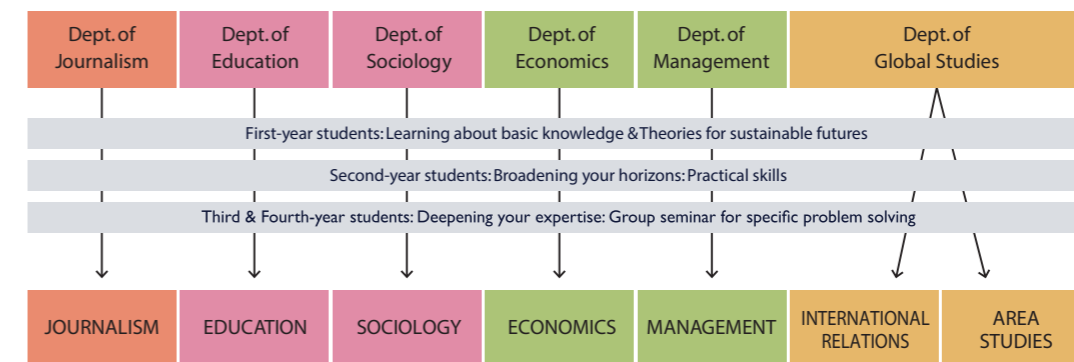 Dept. of
Journalism
Dept. of
Education
Dept. of
Sociology
Dept. of
Economics
Dept. of
Management
Dept. of
Global Studies
First-year students: Learning about basic knowledge & Theories for sustainable futures
Second-year students: Broadening your horizons: Practical skills
Third & Fourth-year students: Deepening your expertise: Group seminar for specific problem solving
JOURNALISM
EDUCATION
SOCIOLOGY
ECONOMICS
MANAGEMENT
INTERNATIONAL
RELATIONS
AREA
STUDIES